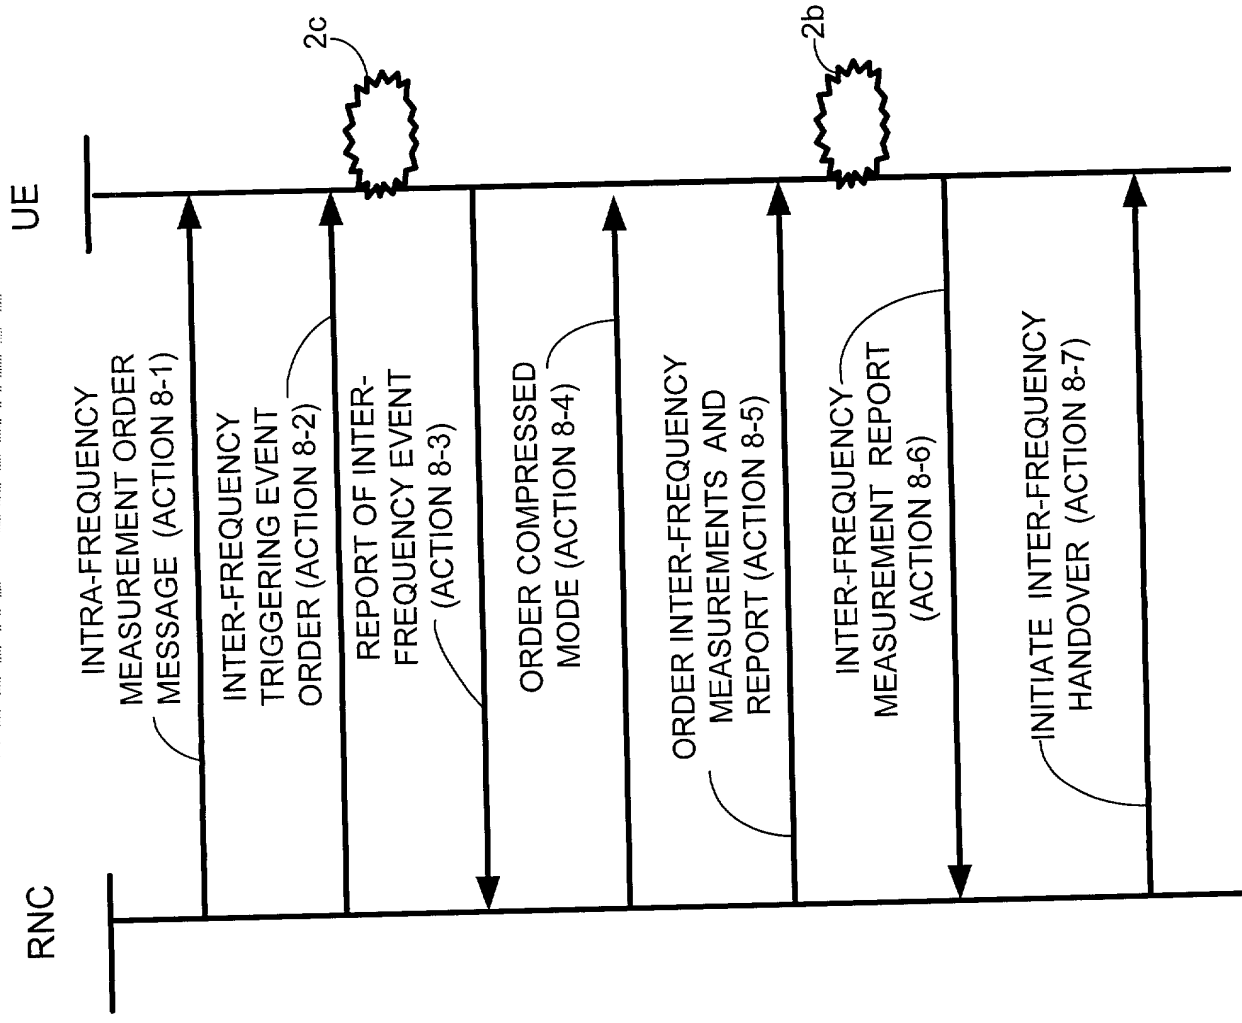 RNC
UE
INTRA-FREQUENCY
MEASUREMENT ORDER
MESSAGE (ACTION 8-1)
INTER-FREQUENCY
TRIGGERING EVENT
ORDER (ACTION 8-2)
2c
REPORT OF INTER-
FREQUENCY EVENT
(ACTION 8-3)
ORDER COMPRESSED
MODE (ACTION 8-4)
ORDER INTER-FREQUENCY
MEASUREMENTS AND
REPORT (ACTION 8-5)
2b
INTER-FREQUENCY
MEASUREMENT REPORT
(ACTION 8-6)
INITIATE INTER-FREQUENCY
HANDOVER (ACTION 8-7)